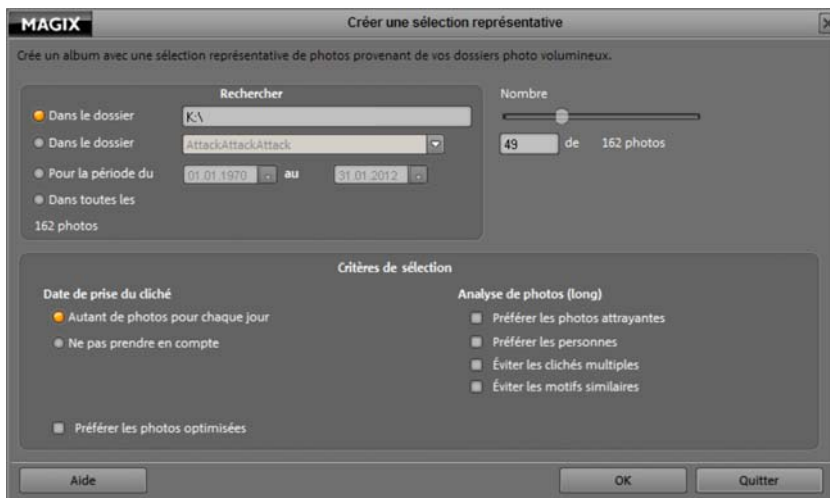 MAGIX
Créer une sélection représentative
Crée un album avec une sélection représentative de photos provenant de vos dossiers photo volumineux.
Rechercher
Dans le dossier
K:\
Dans le dossier
AttackAttackAttack
Pour la période du
01.01.1970
au
31.01.2012
Dans toutes les
162 photos
Nombre
49
de
162 photos
Critères de sélection
Date de prise du cliché
Autant de photos pour chaque jour
Ne pas prendre en compte
Préférer les photos optimisées
Analyse de photos (long)
Préférer les photos attrayantes
Préférer les personnes
Éviter les clichés multiples
Éviter les motifs similaires
Aide
OK
Quitter